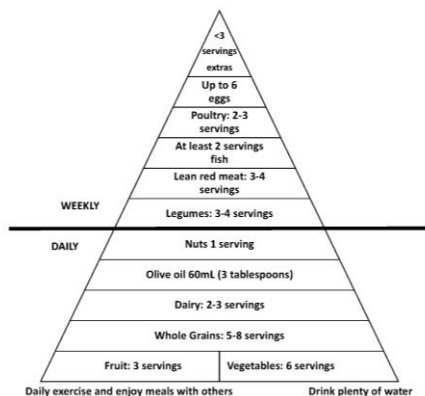 <3
servings
extras
Up to 6
eggs
Poultry: 2-3
servings
At least 2 servings
fish
Lean red meat: 3-4
servings
WEEKLY
Legumes: 3-4 servings
DAILY
Nuts 1 serving
Olive oil 60mL (3 tablespoons)
Dairy: 2-3 servings
Whole Grains: 5-8 servings
Fruit: 3 servings
Vegetables: 6 servings
Daily exercise and enjoy meals with others
Drink plenty of water